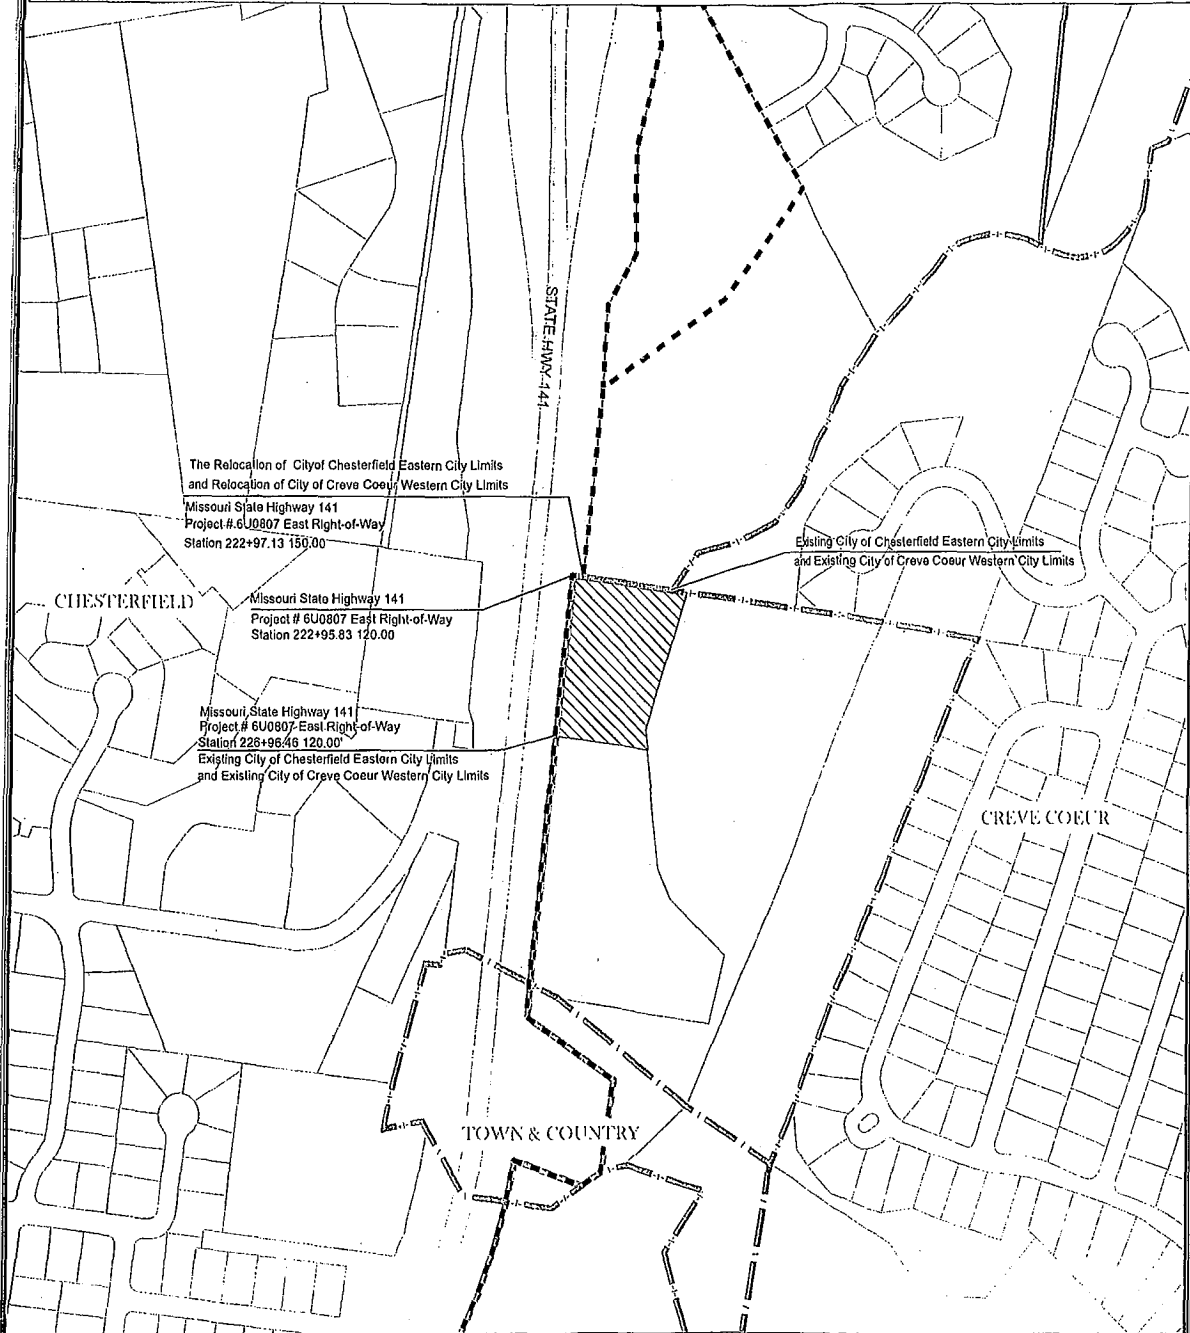 STATE HWY 141
The Relocation of Cityof Chesterfield Eastern City Limits
and Relocation of City of Creve Coeur Western City Limits
Missouri State Highway 141
Project # 6U0807 East Right-of-Way
Station 222+97.13 150.00
Existing City of Chesterfield Eastern City Limits
and Existing City of Creve Coeur Western City Limits
CHESTERFIELD
Missouri State Highway 141
Project # 6U0807 East Right-of-Way
Station 222+95.83 120.00
Missouri State Highway 141
Project # 6U0807 East Right-of-Way
Station 226+96.46 120.00'
Existing City of Chesterfield Eastern City Limits
and Existing City of Creve Coeur Western City Limits
CREVE COEUR
TOWN & COUNTRY